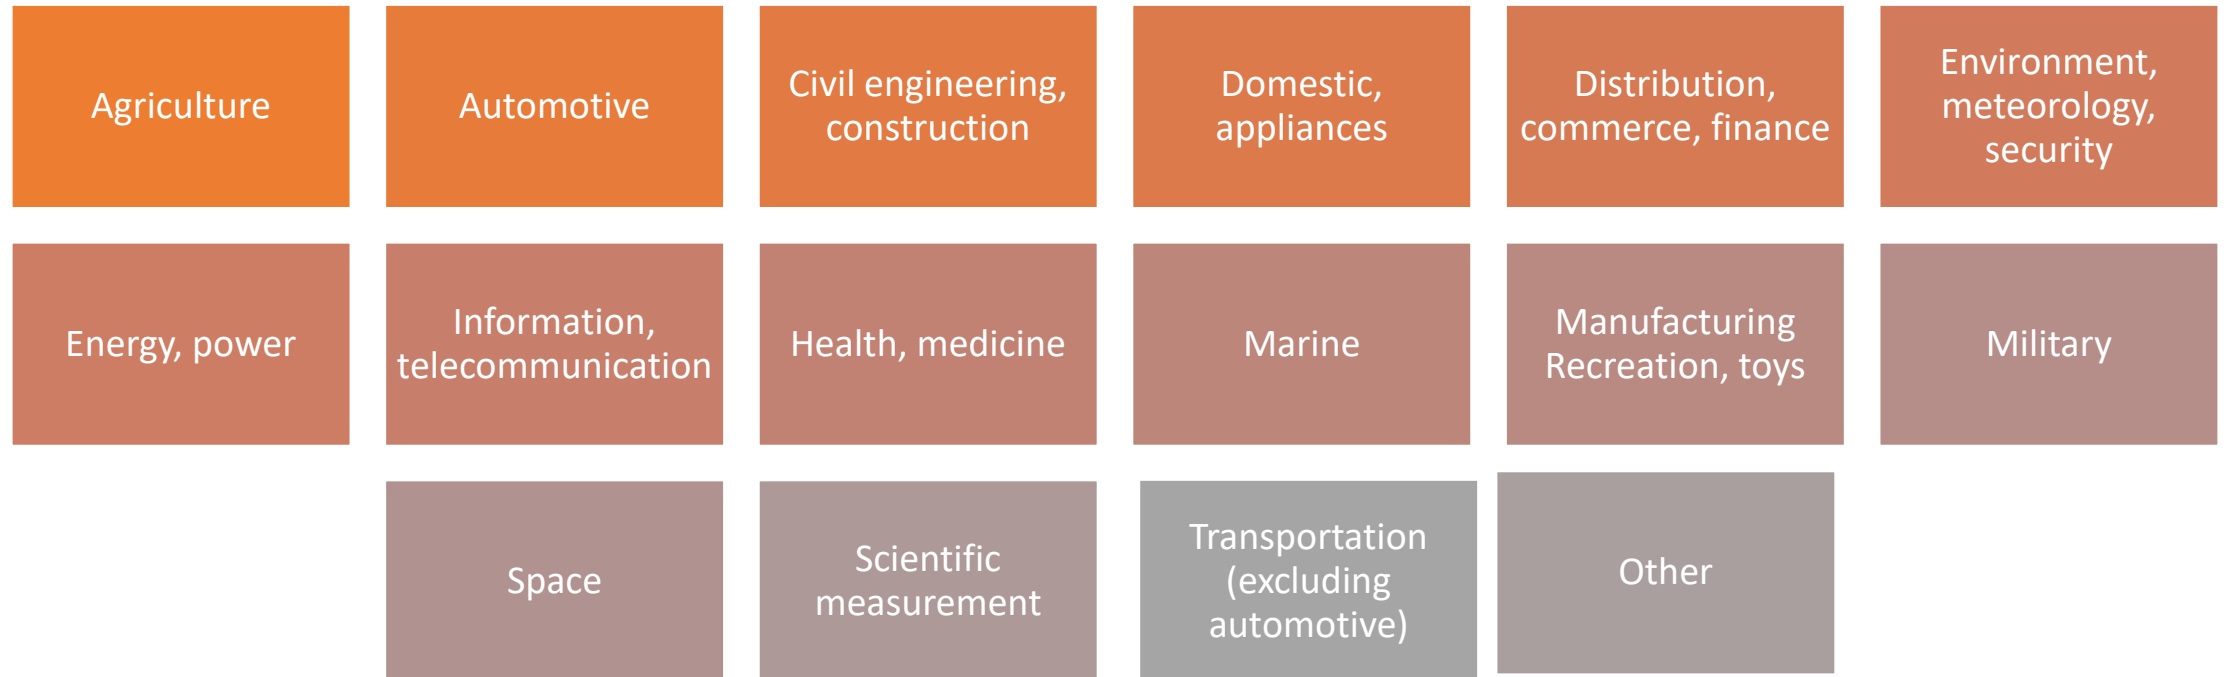 Agriculture
Automotive
Civil engineering,
construction
Domestic,
appliances
Distribution,
commerce, finance
Environment,
meteorology,
security
Energy, power
Information,
telecommunication
Health, medicine
Marine
Manufacturing
Recreation, toys
Military
Space
Scientific
measurement
Transportation
(excluding
automotive)
Other